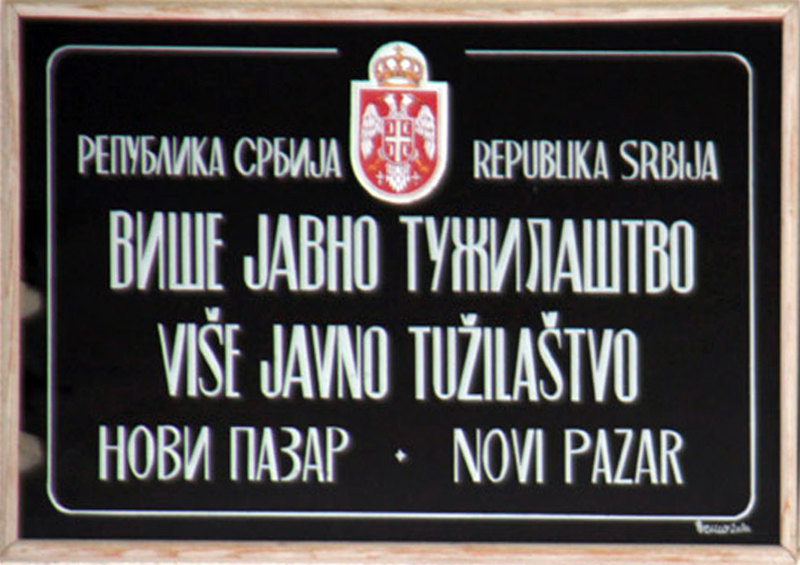 РЕПУБЛИКА СРБИЈА REPUBLIKA SRBIJA
ВИШЕ ЈАВНО ТУЖИЛАШТВО
VIŠE JAVNO TUŽILAŠTVO
НОВИ ПАЗАР · NOVI PAZAR